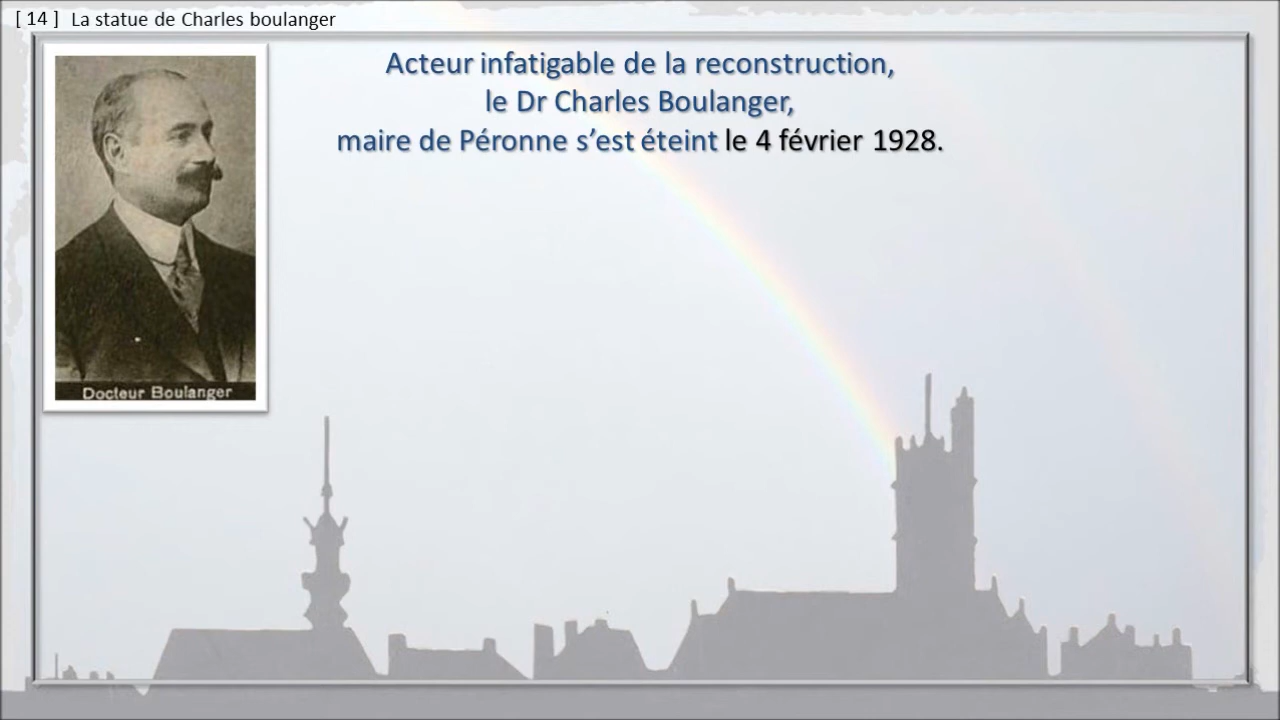 [ 14 ] La statue de Charles boulanger
Acteur infatigable de la reconstruction,
le Dr Charles Boulanger,
maire de Péronne s’est éteint le 4 février 1928.
Docteur Boulanger